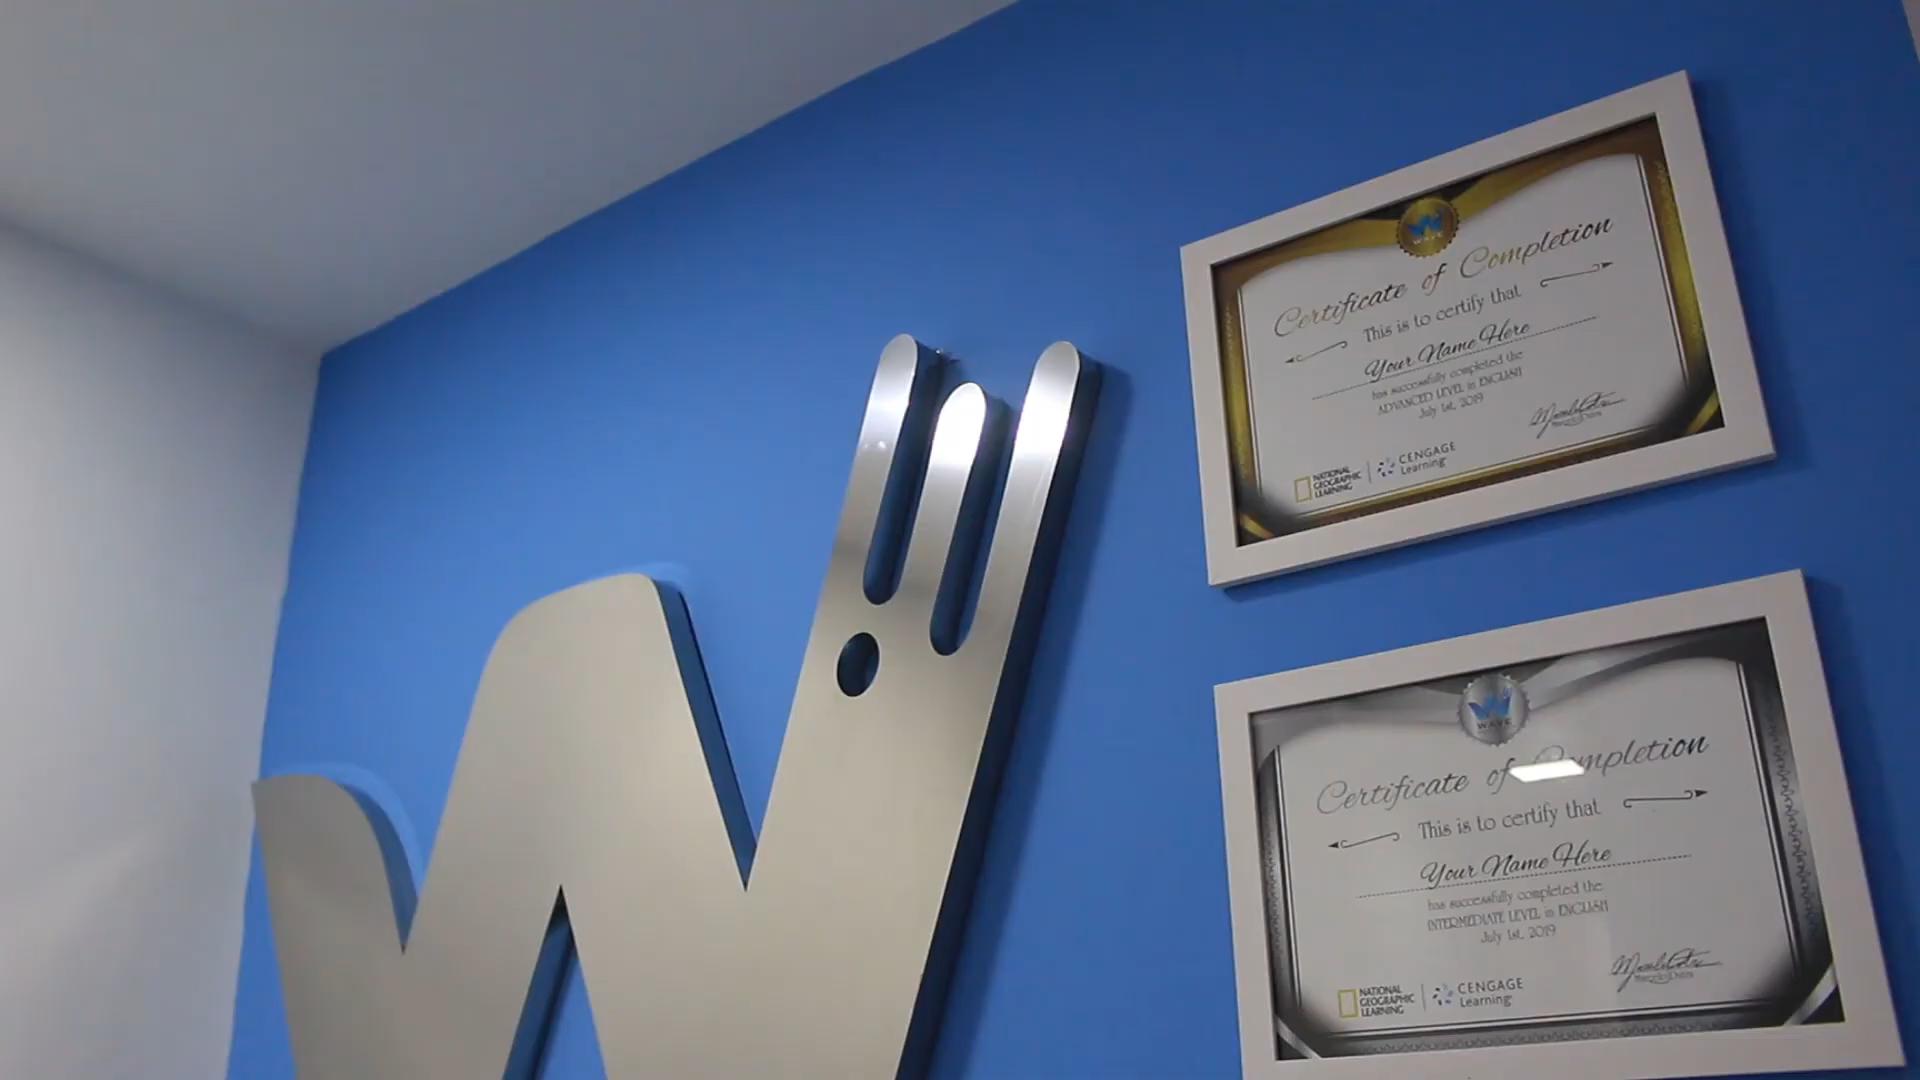 W
WAVE
Certificate of Completion
This is to certify that
Your Name Here
has successfully completed the
ADVANCED LEVEL in ENGLISH
July 1st, 2019
NATIONAL
GEOGRAPHIC
LEARNING
CENGAGE
Learning
WAVE
Certificate of Completion
This is to certify that
Your Name Here
has successfully completed the
INTERMEDIATE LEVEL in ENGLISH
July 1st, 2019
NATIONAL
GEOGRAPHIC
LEARNING
CENGAGE
Learning